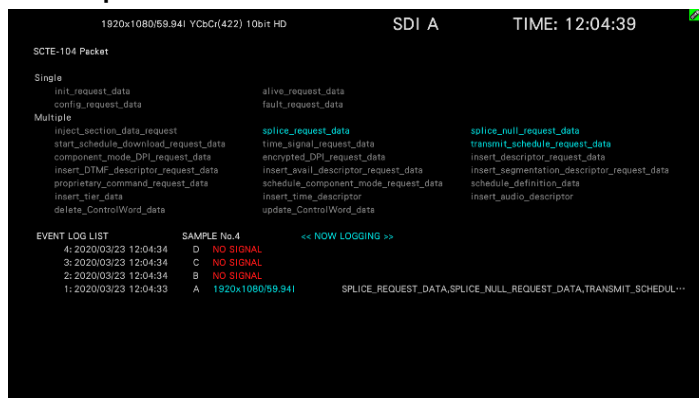 1920x1080/59.94I YCbCr(422) 10bit HD SDI A TIME: 12:04:39
SCTE-104 Packet
Single
init_request_data alive_request_data
config_request_data fault_request_data
Multiple
inject_section_data_request splice_request_data splice_null_request_data
start_schedule_download_request_data time_signal_request_data transmit_schedule_request_data
component_mode_DPI_request_data encrypted_DPI_request_data insert_descriptor_request_data
insert_DTMF_descriptor_request_data insert_avail_descriptor_request_data insert_segmentation_descriptor_request_data
proprietary_command_request_data schedule_component_mode_request_data schedule_definition_data
insert_tier_data insert_time_descriptor insert_audio_descriptor
delete_ControlWord_data update_ControlWord_data
EVENT LOG LIST SAMPLE No.4 << NOW LOGGING >>
4: 2020/03/23 12:04:34 D NO SIGNAL
3: 2020/03/23 12:04:34 C NO SIGNAL
2: 2020/03/23 12:04:34 B NO SIGNAL
1: 2020/03/23 12:04:33 A 1920x1080/59.94I SPLICE_REQUEST_DATA,SPLICE_NULL_REQUEST_DATA,TRANSMIT_SCHEDUL···